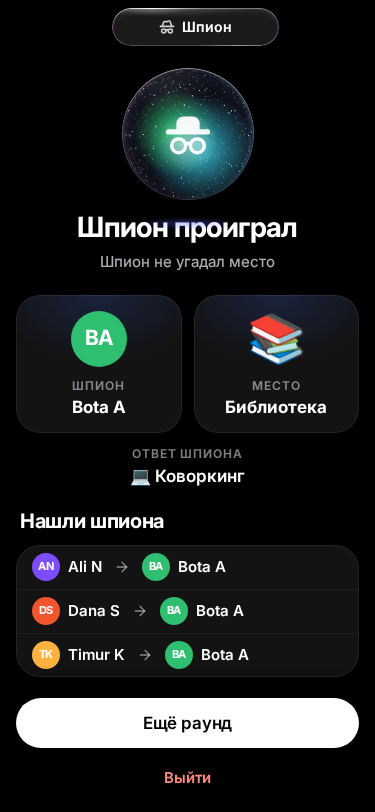 Шпион
Шпион проиграл
Шпион не угадал место
BA
ШПИОН
Bota A
📚
МЕСТО
Библиотека
ОТВЕТ ШПИОНА
💻 Коворкинг
Нашли шпиона
AN Ali N → BA Bota A
DS Dana S → BA Bota A
TK Timur K → BA Bota A
Ещё раунд
Выйти